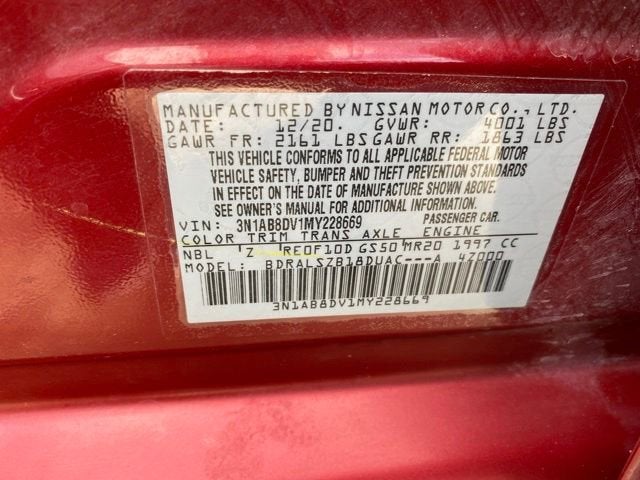 MANUFACTURED BY NISSAN MOTOR CO., LTD.
DATE: 12/20. GVWR: 4001 LBS
GAWR FR: 2161 LBS GAWR RR: 1863 LBS
THIS VEHICLE CONFORMS TO ALL APPLICABLE FEDERAL MOTOR
VEHICLE SAFETY, BUMPER AND THEFT PREVENTION STANDARDS
IN EFFECT ON THE DATE OF MANUFACTURE SHOWN ABOVE.
SEE OWNER'S MANUAL FOR ADDITIONAL INFORMATION.
VIN: 3N1AB8DV1MY228669 PASSENGER CAR.
COLOR TRIM TRANS AXLE ENGINE
NBL 'Z RE0F10D GS50 MR20 1997 CC
MODEL: BDRALSZB18DUAC---A 4Z000
3N1AB8DV1MY228669